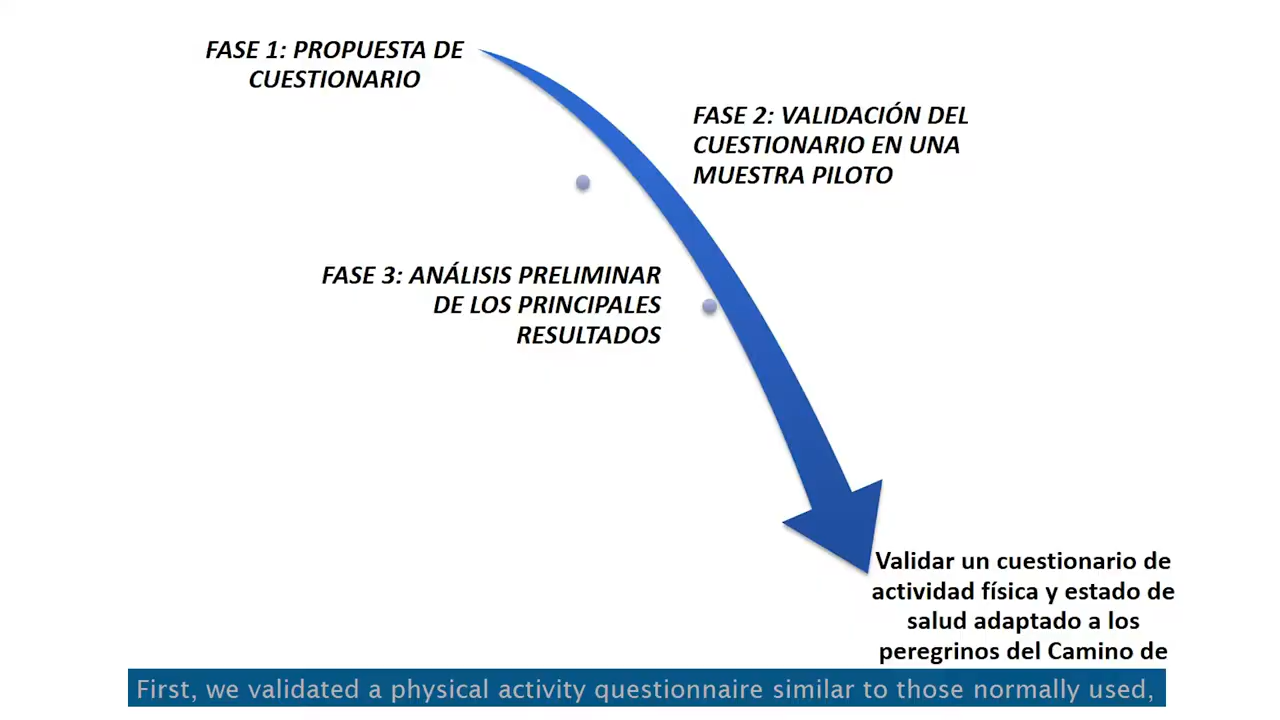 FASE 1: PROPUESTA DE
CUESTIONARIO
FASE 2: VALIDACIÓN DEL
CUESTIONARIO EN UNA
MUESTRA PILOTO
FASE 3: ANÁLISIS PRELIMINAR
DE LOS PRINCIPALES
RESULTADOS
Validar un cuestionario de
actividad física y estado de
salud adaptado a los
peregrinos del Camino de
First, we validated a physical activity questionnaire similar to those normally used,